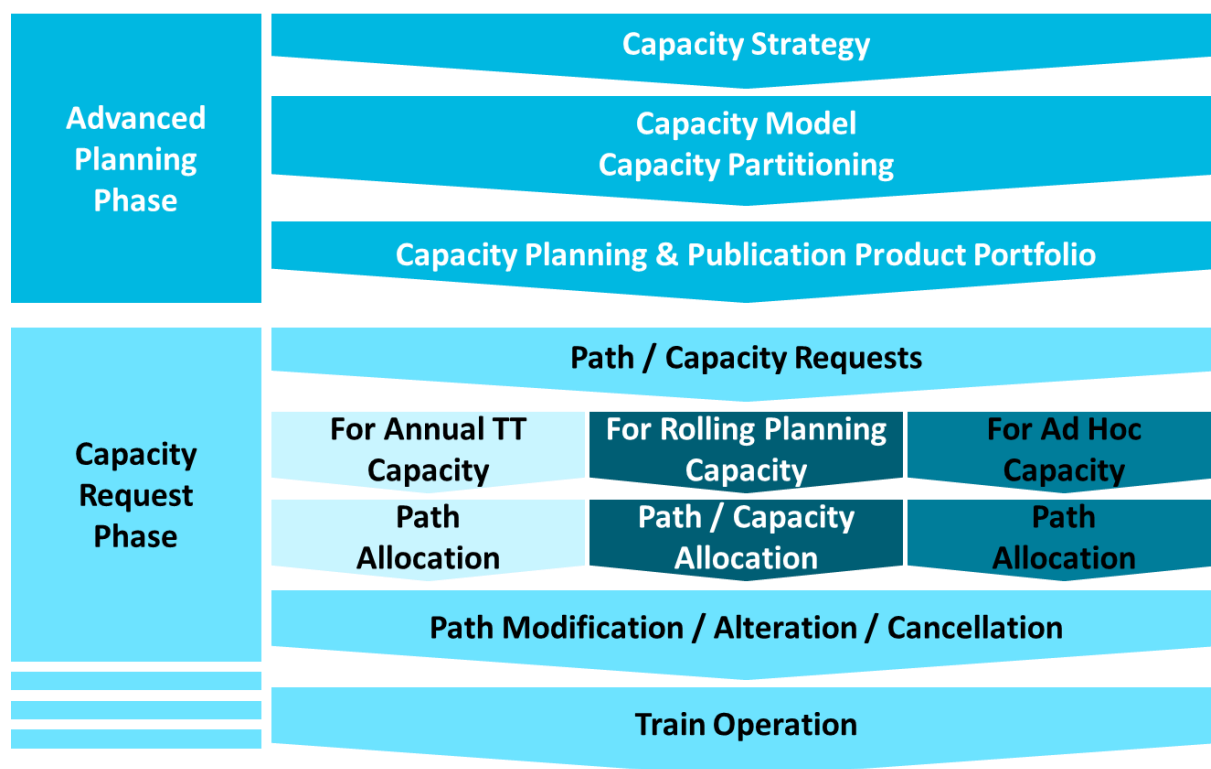 Advanced
Planning
Phase
Capacity Strategy
Capacity Model
Capacity Partitioning
Capacity Planning & Publication Product Portfolio
Capacity
Request
Phase
Path / Capacity Requests
For Annual TT
Capacity
For Rolling Planning
Capacity
For Ad Hoc
Capacity
Path
Allocation
Path / Capacity
Allocation
Path
Allocation
Path Modification / Alteration / Cancellation
Train Operation